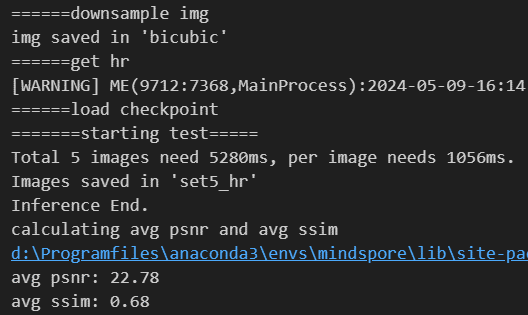 ======downsample img
img saved in 'bicubic'
======get hr
[WARNING] ME(9712:7368,MainProcess):2024-05-09-16:14
======load checkpoint
=======starting test=====
Total 5 images need 5280ms, per image needs 1056ms.
Images saved in 'set5_hr'
Inference End.
calculating avg psnr and avg ssim
d:\Programfiles\anaconda3\envs\mindspore\lib\site-pac
avg psnr: 22.78
avg ssim: 0.68